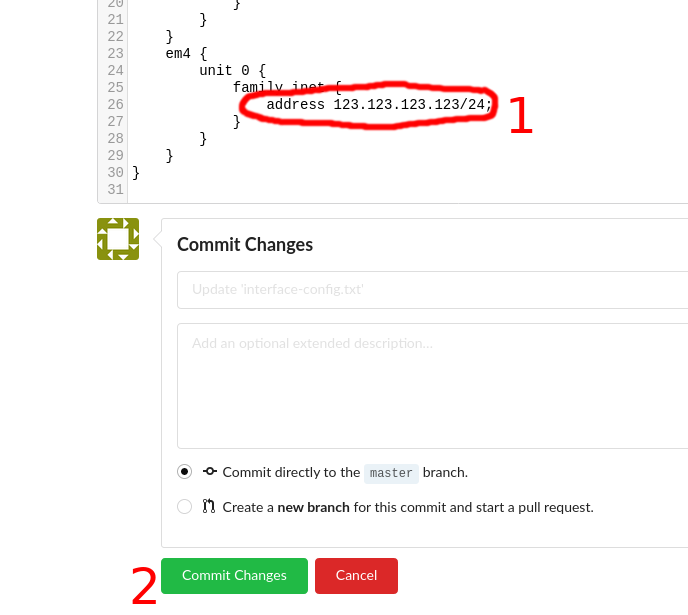 20 }
21 }
22 }
23 em4 {
24 unit 0 {
25 family inet {
26 address 123.123.123.123/24;
27 }
28 }
29 }
30 }
31
1
Commit Changes
Update 'interface-config.txt'
Add an optional extended description...
Commit directly to the master branch.
Create a new branch for this commit and start a pull request.
2 Commit Changes Cancel